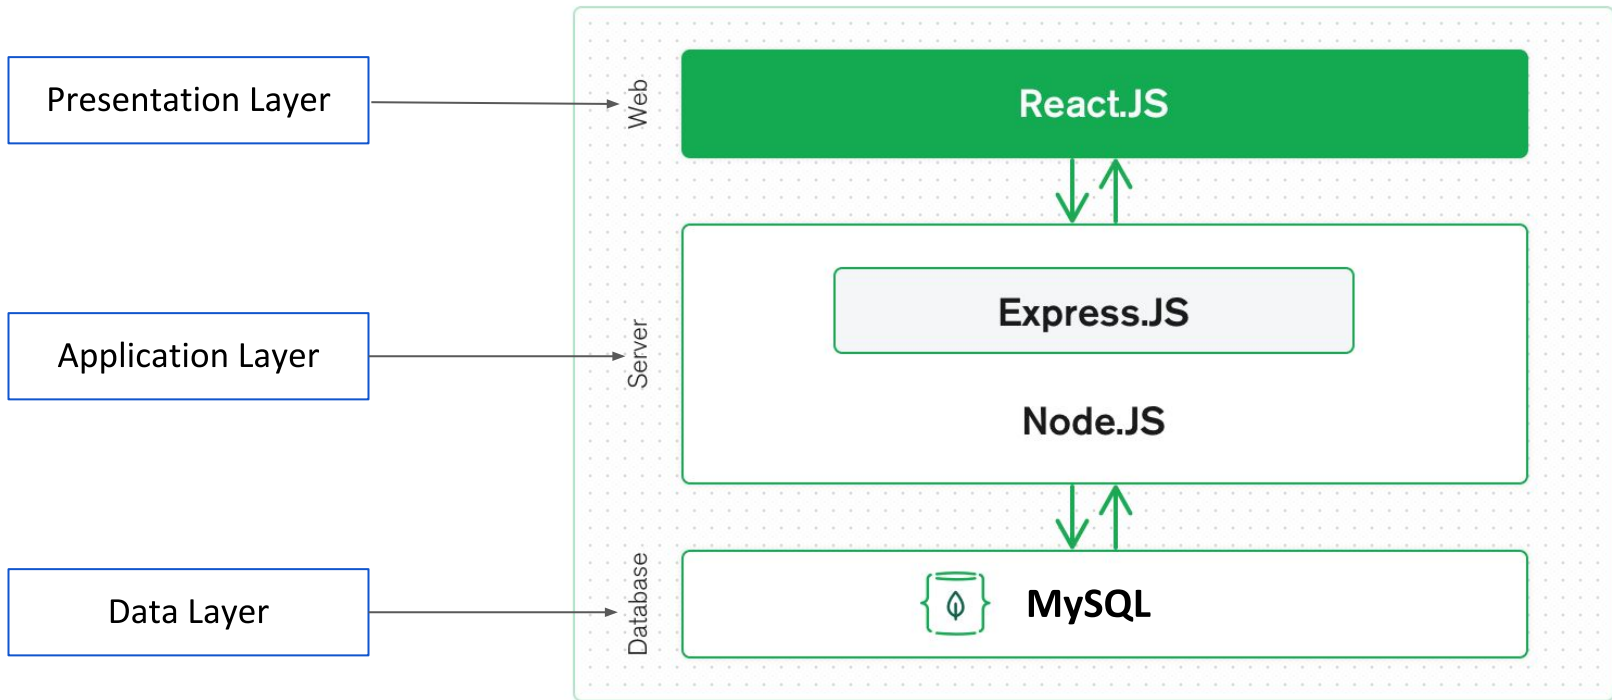 Presentation Layer
Web
React.JS
Application Layer
Server
Express.JS
Node.JS
Data Layer
Database
MySQL